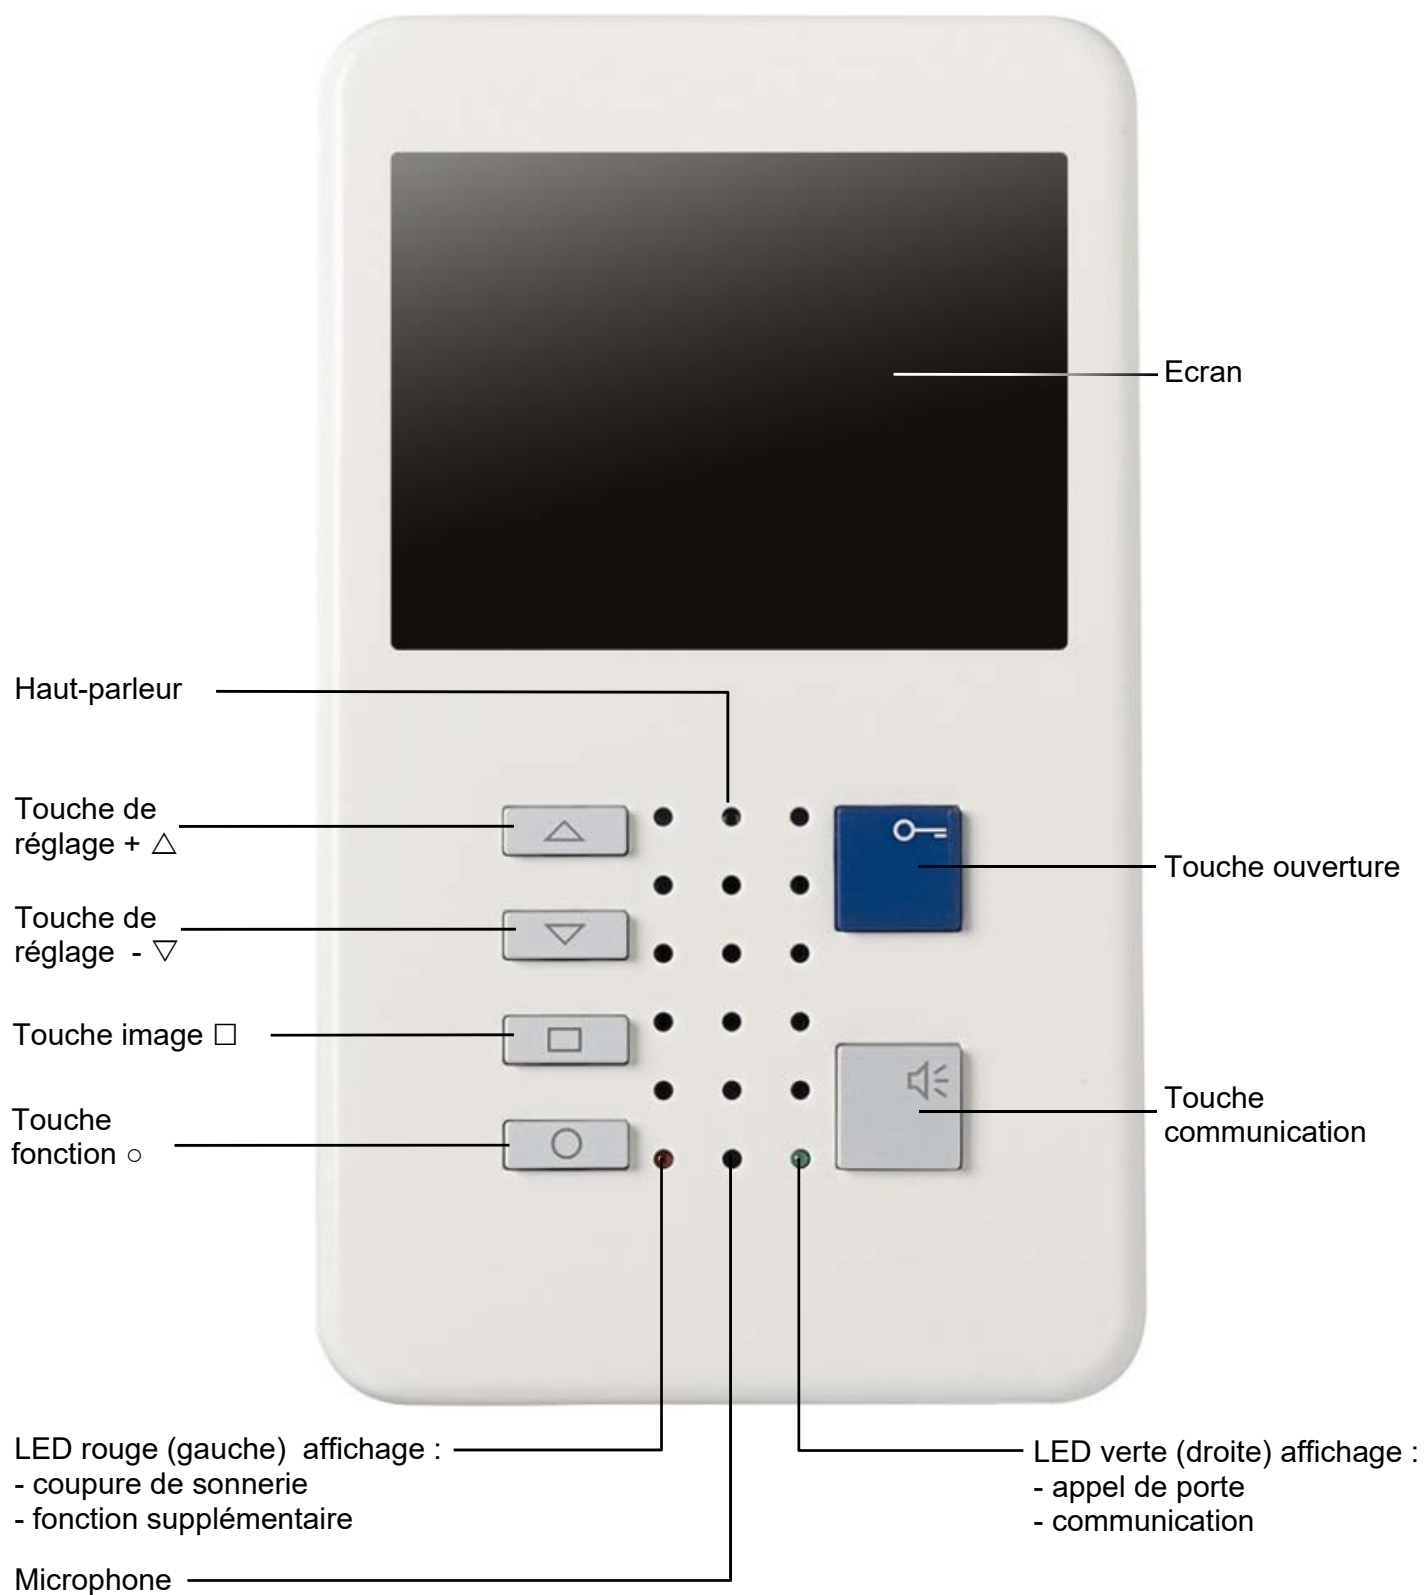 Ecran
Haut-parleur
Touche de
réglage + △
Touche ouverture
Touche de
réglage - ▽
Touche image □
Touche
communication
Touche
fonction ○
LED rouge (gauche) affichage :
- coupure de sonnerie
- fonction supplémentaire
LED verte (droite) affichage :
- appel de porte
- communication
Microphone